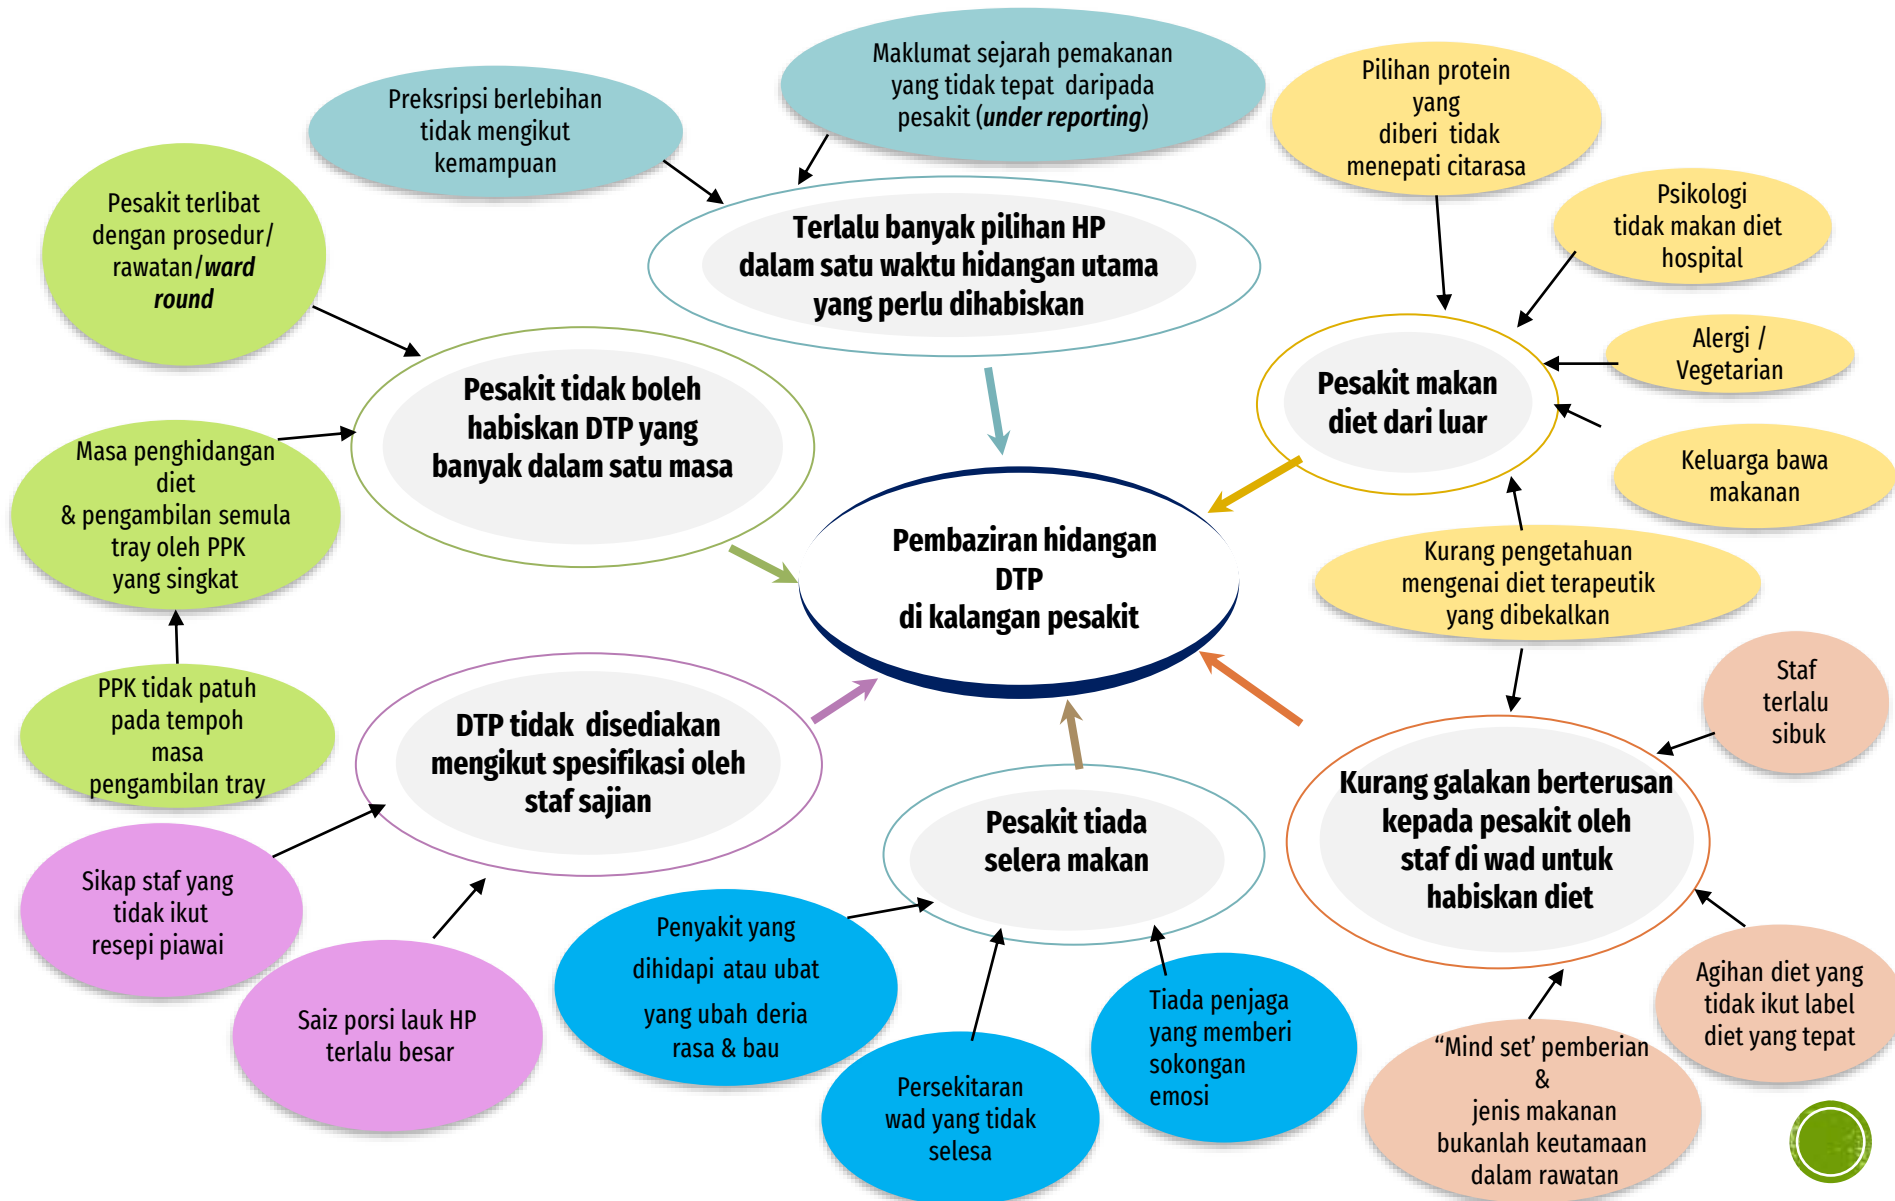 Maklumat sejarah pemakanan
yang tidak tepat daripada
pesakit (under reporting)
Preksripsi berlebihan
tidak mengikut
kemampuan
Pilihan protein
yang
diberi tidak
menepati citarasa
Pesakit terlibat
dengan prosedur/
rawatan/ward
round
Terlalu banyak pilihan HP
dalam satu waktu hidangan utama
yang perlu dihabiskan
Psikologi
tidak makan diet
hospital
Alergi /
Vegetarian
Pesakit tidak boleh
habiskan DTP yang
banyak dalam satu masa
Pesakit makan
diet dari luar
Masa penghidangan
diet
& pengambilan semula
tray oleh PPK
yang singkat
Keluarga bawa
makanan
Pembaziran hidangan
DTP
di kalangan pesakit
Kurang pengetahuan
mengenai diet terapeutik
yang dibekalkan
PPK tidak patuh
pada tempoh
masa
pengambilan tray
DTP tidak disediakan
mengikut spesifikasi oleh
staf sajian
Staf
terlalu
sibuk
Pesakit tiada
selera makan
Kurang galakan berterusan
kepada pesakit oleh
staf di wad untuk
habiskan diet
Sikap staf yang
tidak ikut
resepi piawai
Saiz porsi lauk HP
terlalu besar
Penyakit yang
dihidapi atau ubat
yang ubah deria
rasa & bau
Persekitaran
wad yang tidak
selesa
Tiada penjaga
yang memberi
sokongan
emosi
Agihan diet yang
tidak ikut label
diet yang tepat
“Mind set’ pemberian
&
jenis makanan
bukanlah keutamaan
dalam rawatan